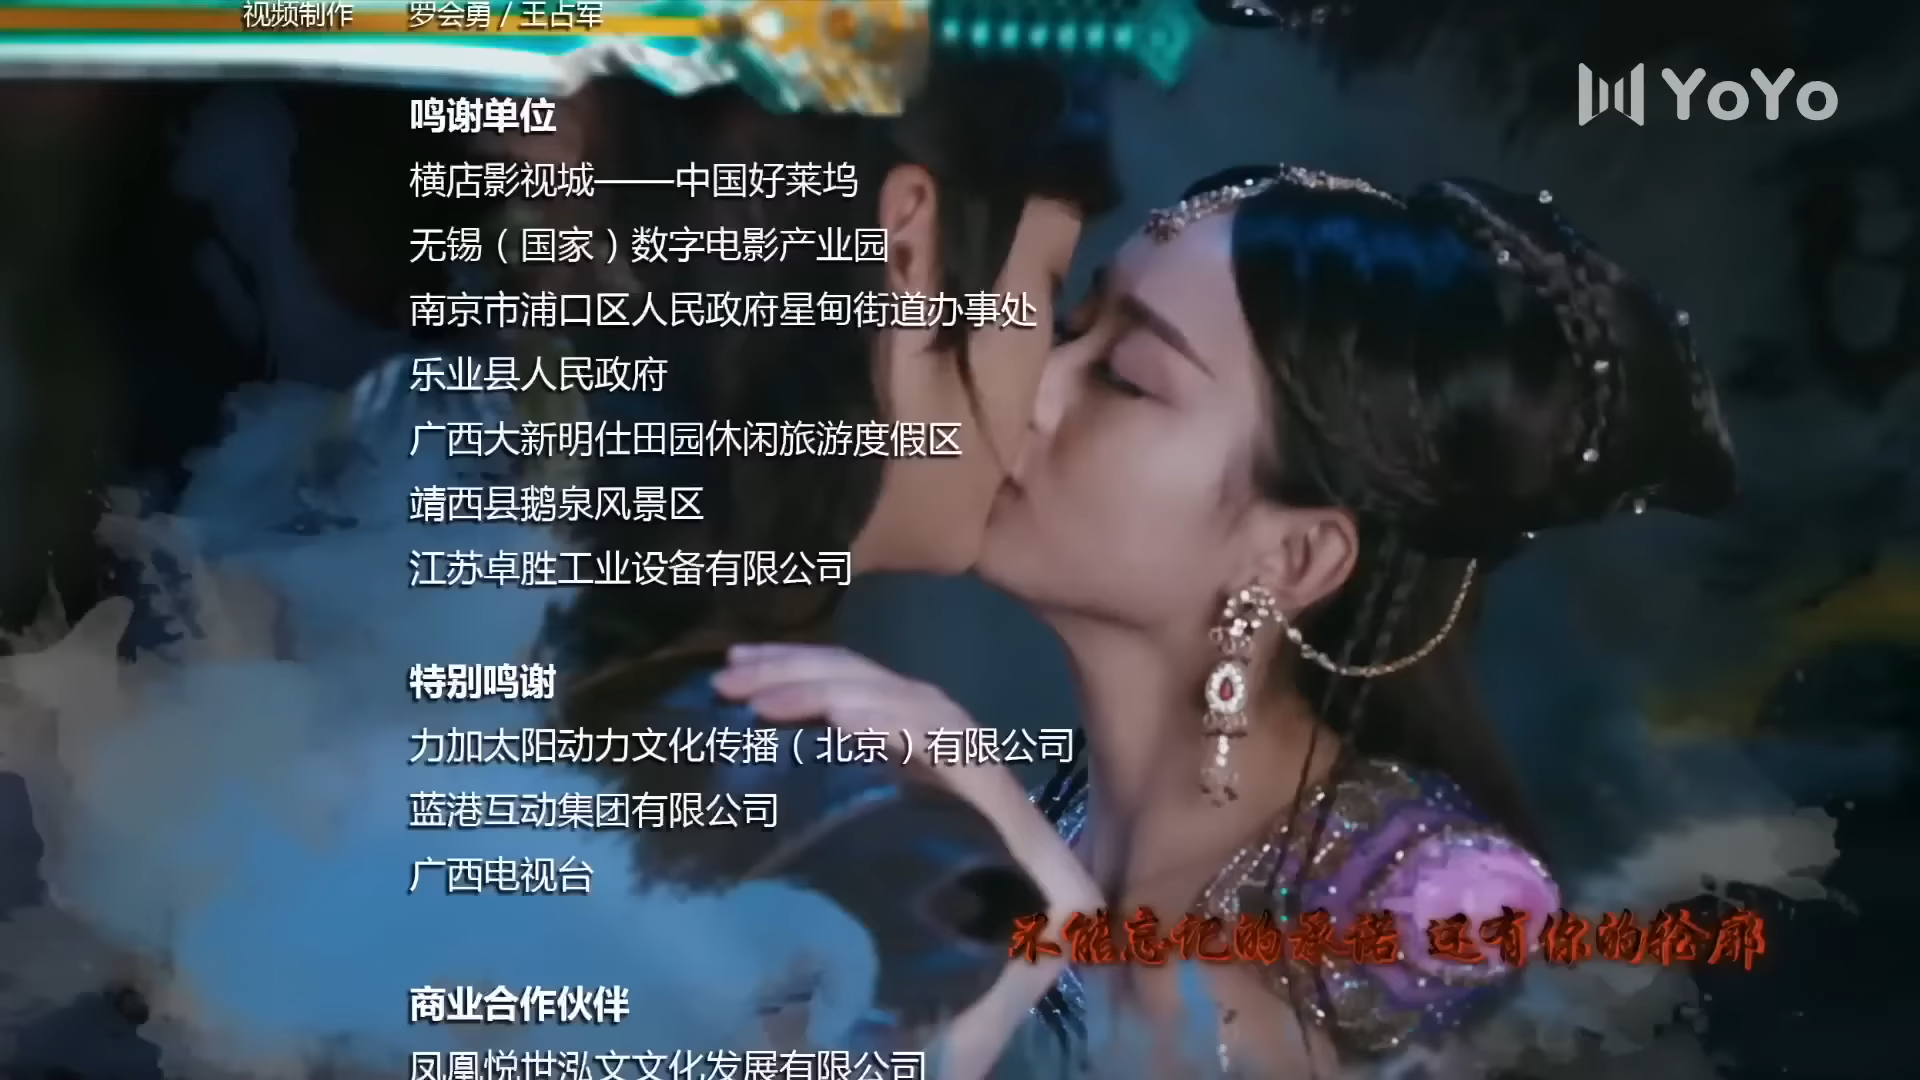 视频制作 罗会勇 / 王占军
YoYo
鸣谢单位
横店影视城——中国好莱坞
无锡（国家）数字电影产业园
南京市浦口区人民政府星甸街道办事处
乐业县人民政府
广西大新明仕田园休闲旅游度假区
靖西县鹅泉风景区
江苏卓胜工业设备有限公司
特别鸣谢
力加太阳动力文化传播（北京）有限公司
蓝港互动集团有限公司
广西电视台
不能忘记的承诺 还有你的轮廓
商业合作伙伴
凤凰悦世泓文文化发展有限公司